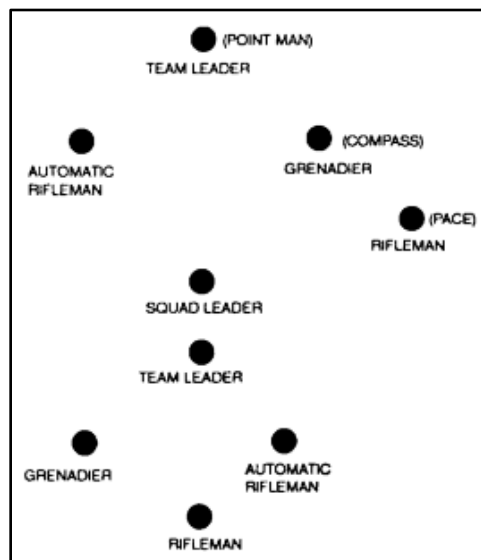 (POINT MAN)
TEAM LEADER
AUTOMATIC
RIFLEMAN
(COMPASS)
GRENADIER
(PACE)
RIFLEMAN
SQUAD LEADER
TEAM LEADER
GRENADIER
AUTOMATIC
RIFLEMAN
RIFLEMAN